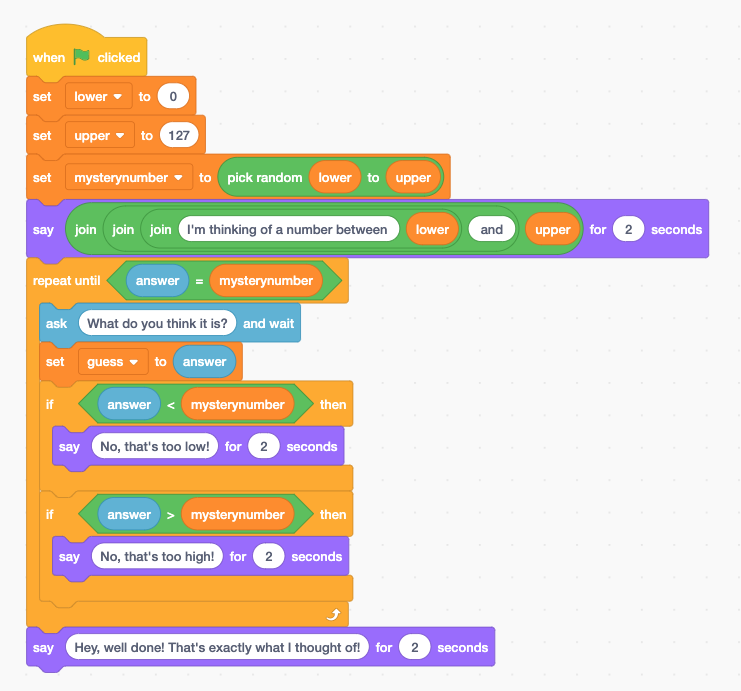 when clicked
set lower to 0
set upper to 127
set mysterynumber to pick random lower to upper
say join join join I'm thinking of a number between lower and upper for 2 seconds
repeat until answer = mysterynumber
ask What do you think it is? and wait
set guess to answer
if answer < mysterynumber then
say No, that's too low! for 2 seconds
if answer > mysterynumber then
say No, that's too high! for 2 seconds
say Hey, well done! That's exactly what I thought of! for 2 seconds